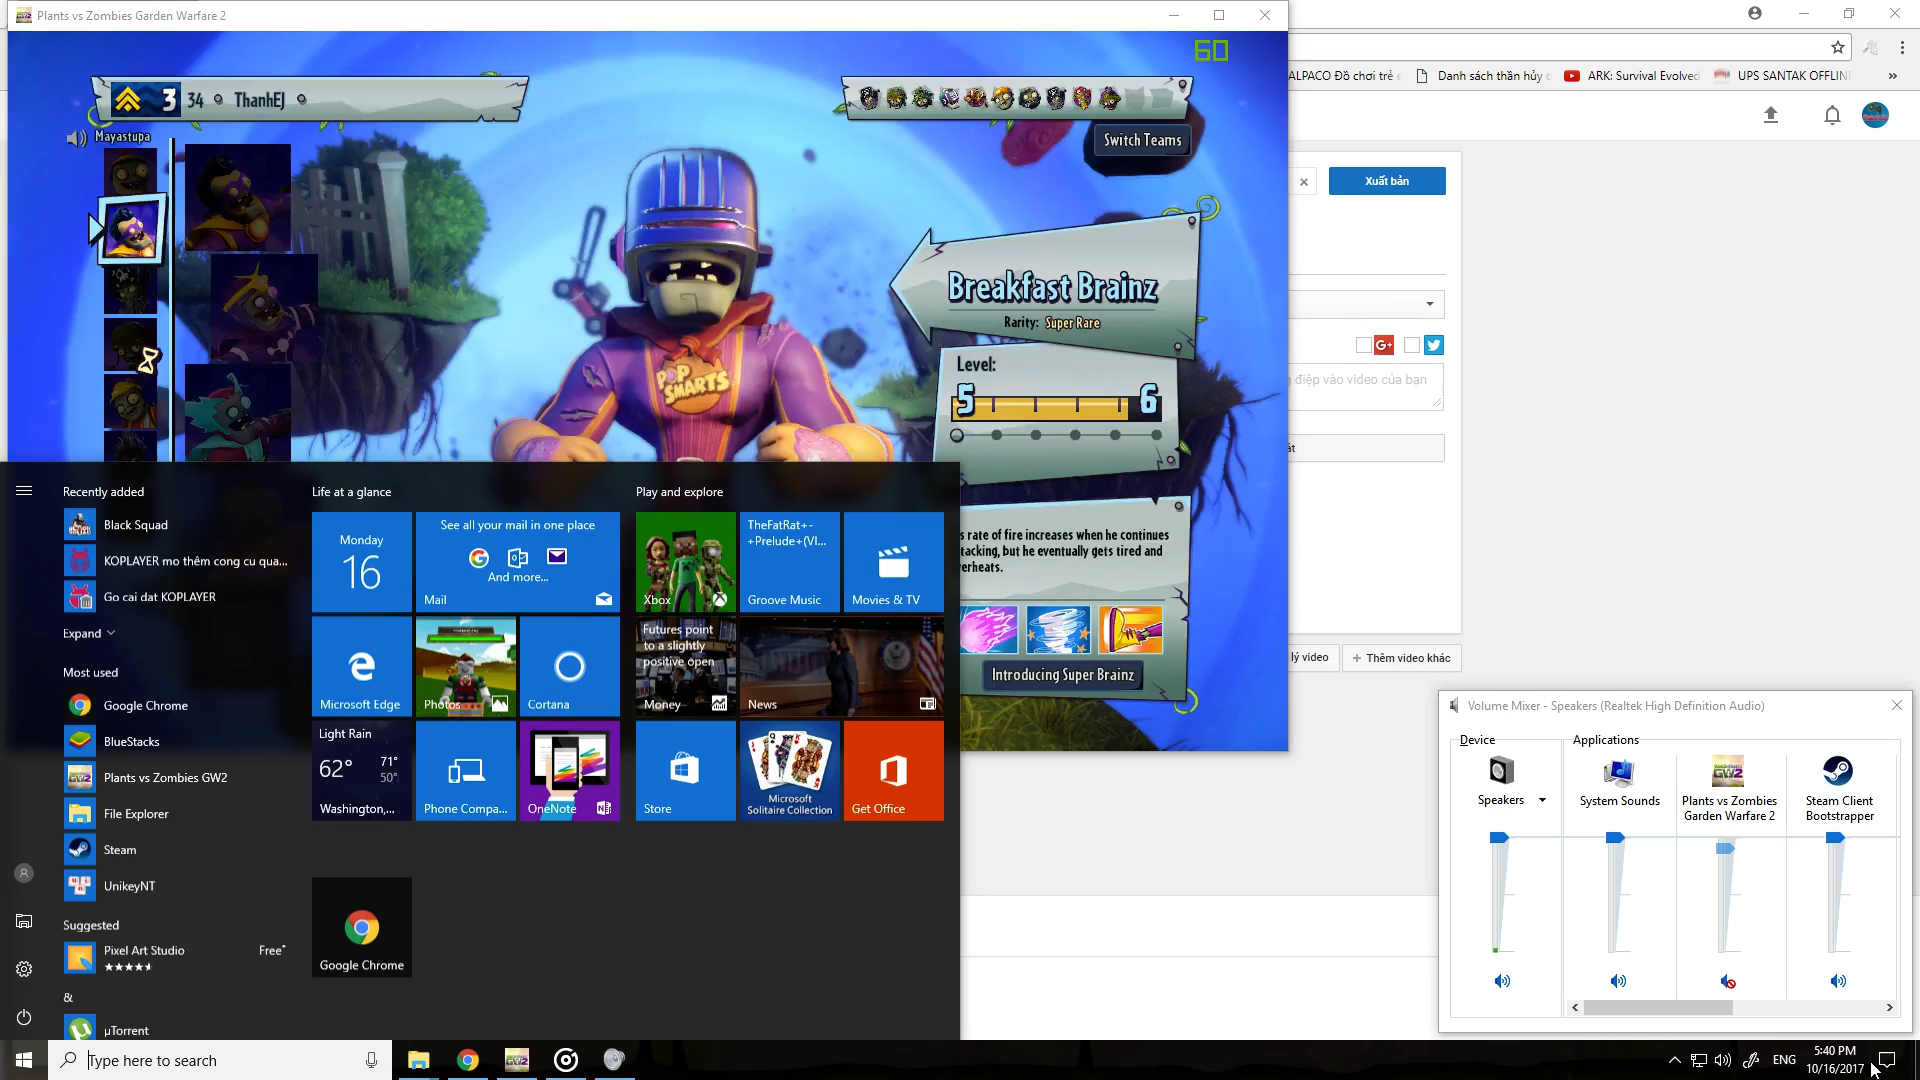 Plants vs Zombies Garden Warfare 2
60
3 34 ThanhEJ
Mayastupa
Switch Teams
Breakfast Brainz
Rarity: Super Rare
Level:
5 6
POP SMARTS
s rate of fire increases when he continues
tacking, but he eventually gets tired and
verheats.
Introducing Super Brainz
ALPACO Đồ chơi trẻ e
Danh sách thần hủy c
ARK: Survival Evolved
UPS SANTAK OFFLIN
»
Xuất bản
G+
điệp vào video của bạn
át
lý video
+ Thêm video khác
Recently added
Black Squad
KOPLAYER mo thêm cong cu qua...
Go cai dat KOPLAYER
Expand
Most used
Google Chrome
BlueStacks
Plants vs Zombies GW2
File Explorer
Steam
UnikeyNT
Suggested
Pixel Art Studio Free*
&
µTorrent
Life at a glance
Monday
16
See all your mail in one place
And more...
Mail
Microsoft Edge
Photos
Cortana
Light Rain
62° 71°
50°
Washington,...
Phone Compa...
OneNote
Google Chrome
Play and explore
Xbox
TheFatRat+-
+Prelude+(VI...
Groove Music
Movies & TV
Futures point
to a slightly
positive open
Money
News
Store
Microsoft
Solitaire Collection
Get Office
Volume Mixer - Speakers (Realtek High Definition Audio)
Device
Applications
Speakers
System Sounds
GW2
Plants vs Zombies
Garden Warfare 2
Steam Client
Bootstrapper
Type here to search
GW2
ENG
5:40 PM
10/16/2017